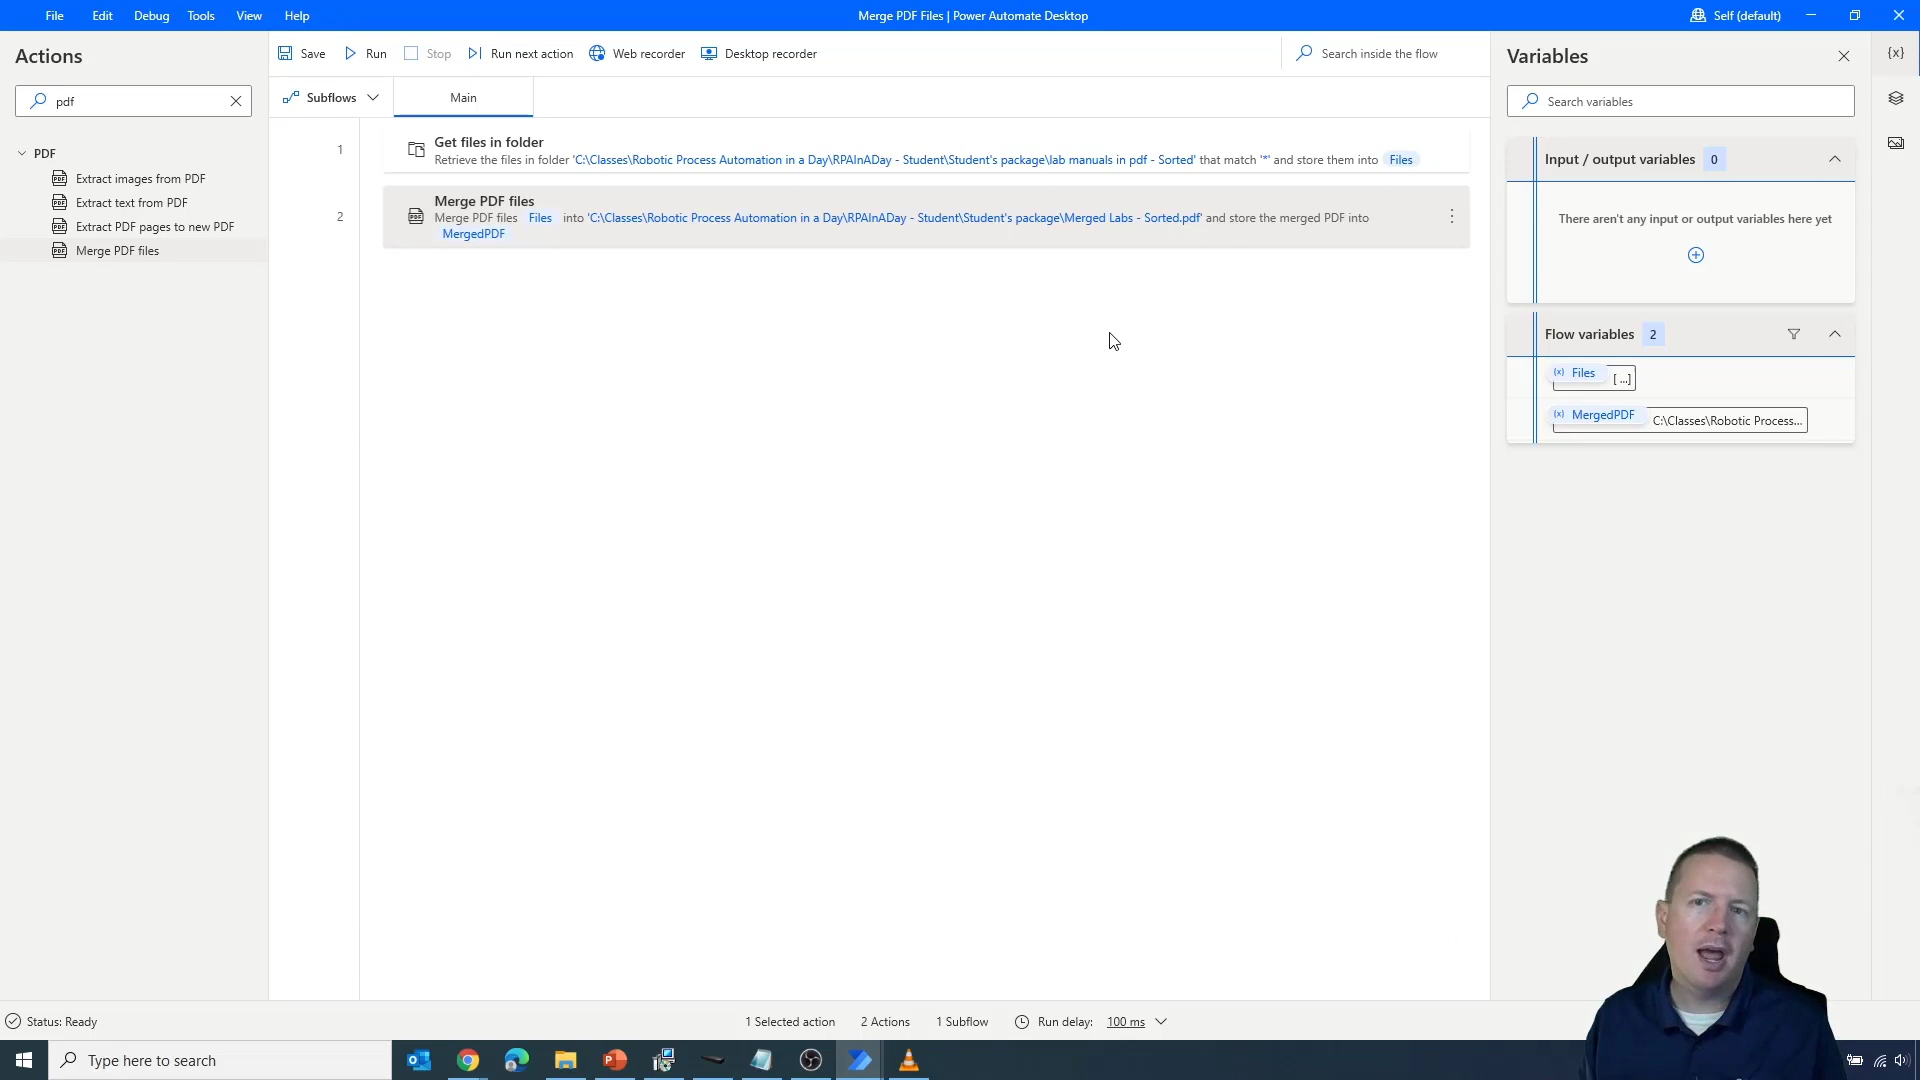 File Edit Debug Tools View Help
Merge PDF Files | Power Automate Desktop
Self (default)
Actions
pdf
PDF
Extract images from PDF
Extract text from PDF
Extract PDF pages to new PDF
Merge PDF files
Save Run Stop Run next action Web recorder Desktop recorder
Search inside the flow
Subflows Main
1
Get files in folder
Retrieve the files in folder 'C:\Classes\Robotic Process Automation in a Day\RPAInADay - Student\Student's package\lab manuals in pdf - Sorted' that match '*' and store them into Files
2
Merge PDF files
Merge PDF files Files into 'C:\Classes\Robotic Process Automation in a Day\RPAInADay - Student\Student's package\Merged Labs - Sorted.pdf' and store the merged PDF into
MergedPDF
Variables
{x}
Search variables
Input / output variables 0
There aren't any input or output variables here yet
Flow variables 2
(x) Files [ ...]
(x) MergedPDF C:\Classes\Robotic Process...
Status: Ready
1 Selected action 2 Actions 1 Subflow Run delay: 100 ms
Type here to search